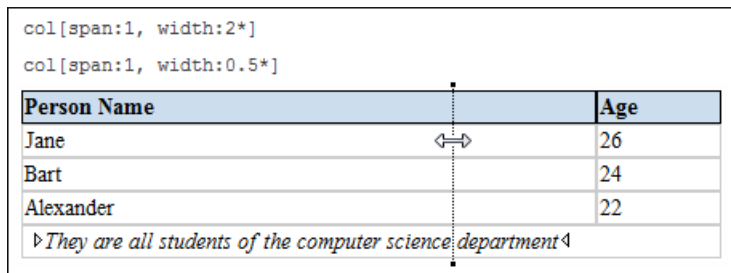 col[span:1, width:2*]
col[span:1, width:0.5*]
Person Name Age
Jane 26
Bart 24
Alexander 22
They are all students of the computer science department